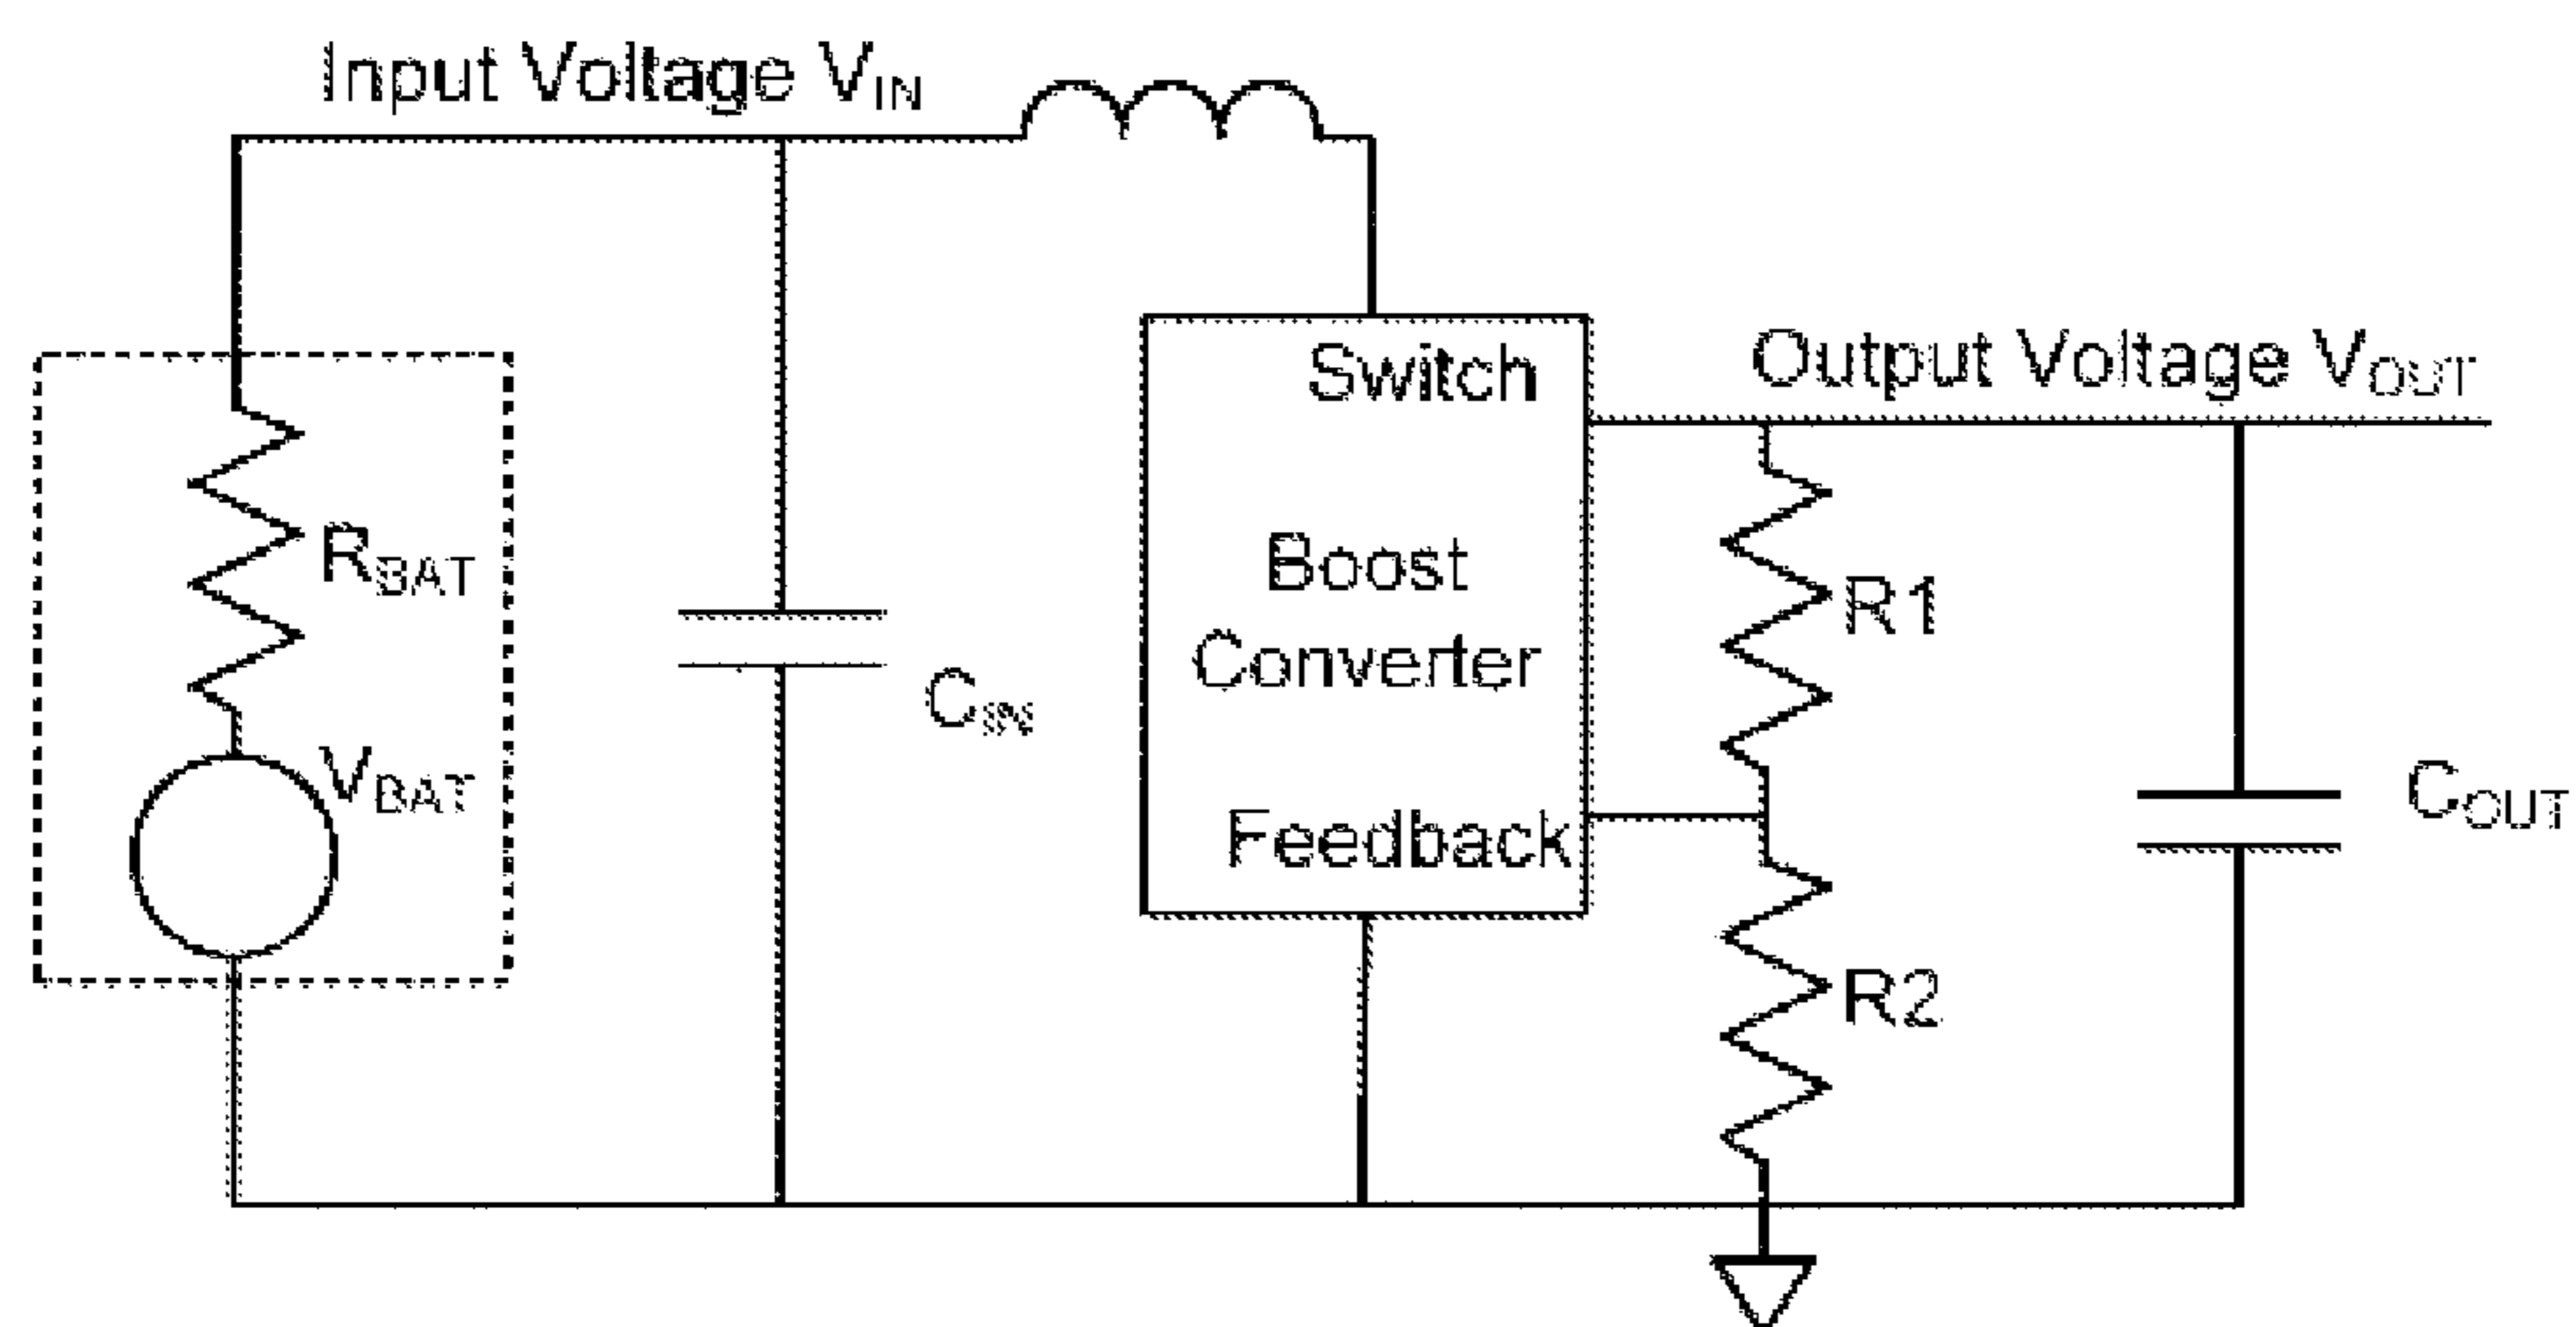 Input Voltage VIN
Switch
Output Voltage VOUT
RBAT
Boost
Converter
R1
CIN
VBAT
Feedback
COUT
R2